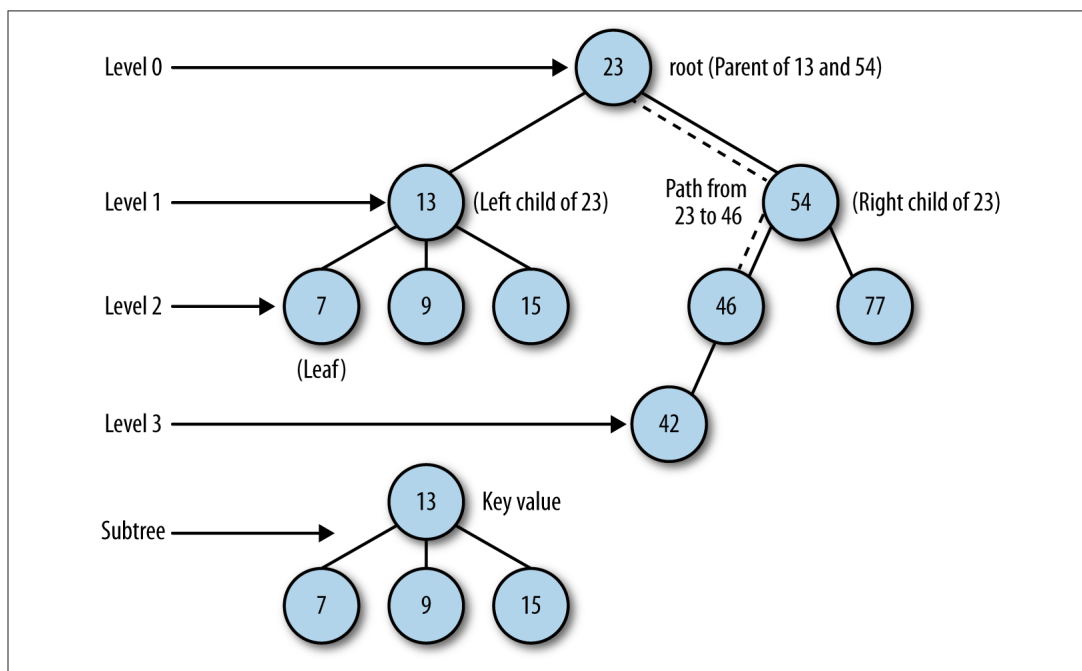 Level 0 23 root (Parent of 13 and 54)
Level 1 13 (Left child of 23) Path from 54 (Right child of 23)
23 to 46
Level 2 7 9 15 46 77
(Leaf)
Level 3 42
13 Key value
Subtree
7 9 15